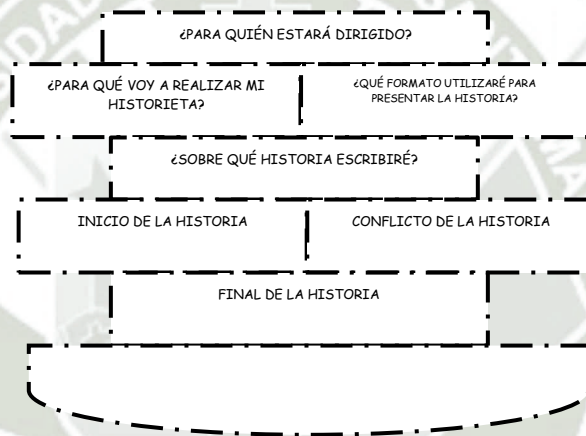 ¿PARA QUIÉN ESTARÁ DIRIGIDO?
¿PARA QUÉ VOY A REALIZAR MI
HISTORIETA?
¿QUÉ FORMATO UTILIZARÉ PARA
PRESENTAR LA HISTORIA?
¿SOBRE QUÉ HISTORIA ESCRIBIRÉ?
INICIO DE LA HISTORIA
CONFLICTO DE LA HISTORIA
FINAL DE LA HISTORIA